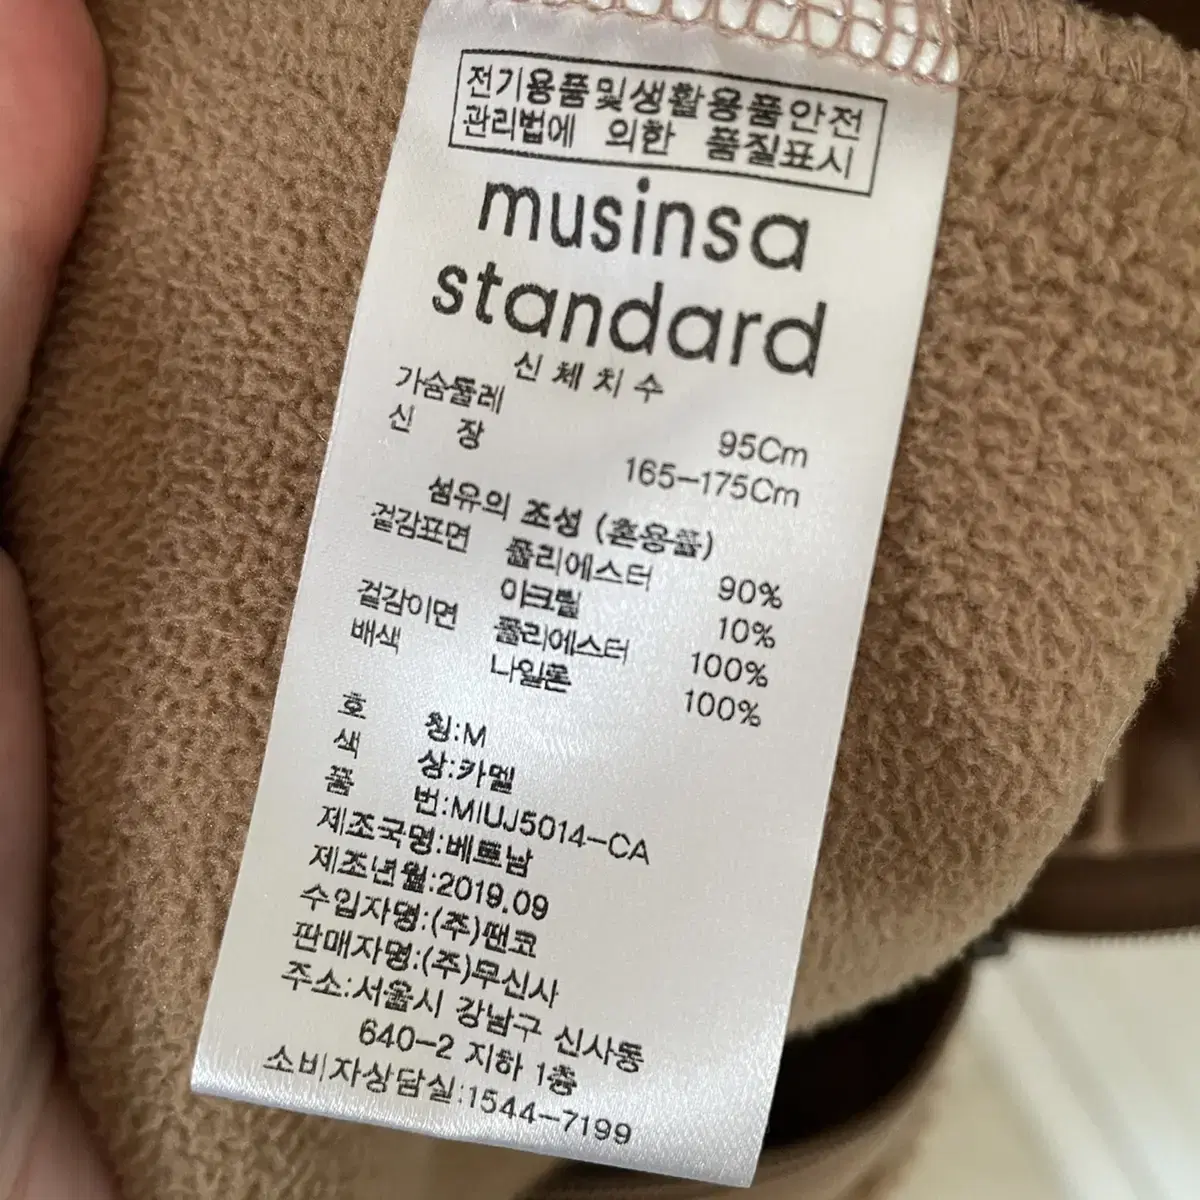 전기용품및생활용품안전
관리법에 의한 품질표시
musinsa
standard
신체치수
가슴둘레 95Cm
신 장 165-175Cm
섬유의 조성 (혼용률)
겉감표면 폴리에스터 90%
아크릴 10%
겉감이면 폴리에스터 100%
배색 나일론 100%
호 칭:M
색 상:카멜
품 번:MIUJ5014-CA
제조국명:베트남
제조년월:2019.09
수입자명:(주)팬코
판매자명:(주)무신사
주소:서울시 강남구 신사동
640-2 지하 1층
소비자상담실:1544-7199